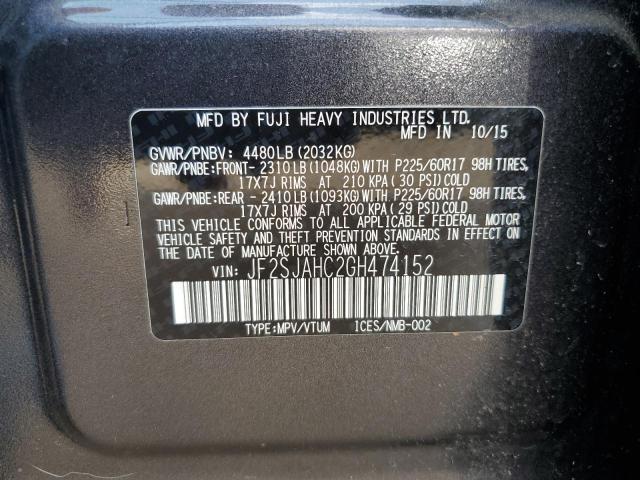 MFD BY FUJI HEAVY INDUSTRIES LTD.
MFD IN 10/15
GVWR/PNBV: 4480LB (2032KG)
GAWR/PNBE:FRONT- 2310LB (1048KG) WITH P225/60R17 98H TIRES,
17X7J RIMS AT 210 KPA (30 PSI) COLD
GAWR/PNBE:REAR - 2410LB (1093KG) WITH P225/60R17 98H TIRES,
17X7J RIMS AT 200 KPA (29 PSI) COLD
THIS VEHICLE CONFORMS TO ALL APPLICABLE FEDERAL MOTOR
VEHICLE SAFETY AND THEFT PREVENTION STANDARDS IN EFFECT ON
THE DATE OF MANUFACTURE SHOWN ABOVE.
VIN: JF2SJAHC2GH474152
TYPE:MPV/VTUM ICES/NMB-002